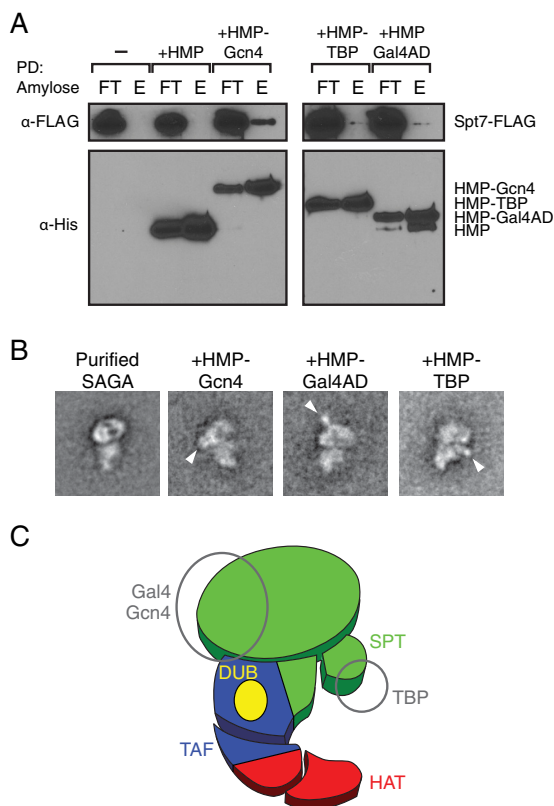 A
+HMP-
Gcn4
+HMP-
TBP
+HMP
Gal4AD
–
+HMP
PD:
Amylose
FT E FT E FT E FT E FT E
α-FLAG
Spt7-FLAG
α-His
HMP-Gcn4
HMP-TBP
HMP-Gal4AD
HMP
B
Purified
SAGA
+HMP-
Gcn4
+HMP-
Gal4AD
+HMP-
TBP
C
Gal4
Gcn4
SPT
DUB
TBP
TAF
HAT